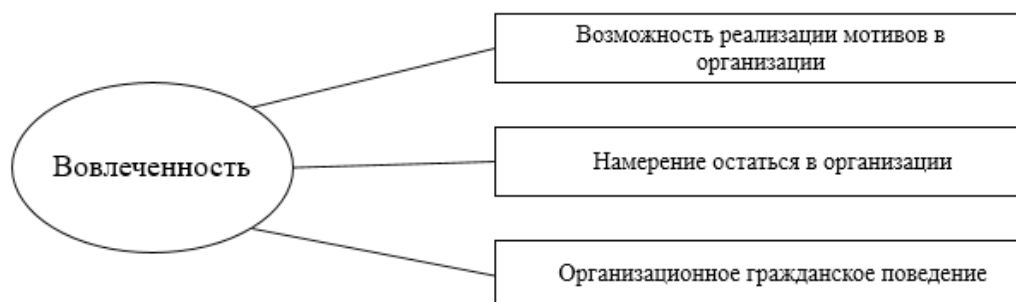 Возможность реализации мотивов в
организации
Вовлеченность
Намерение остаться в организации
Организационное гражданское поведение